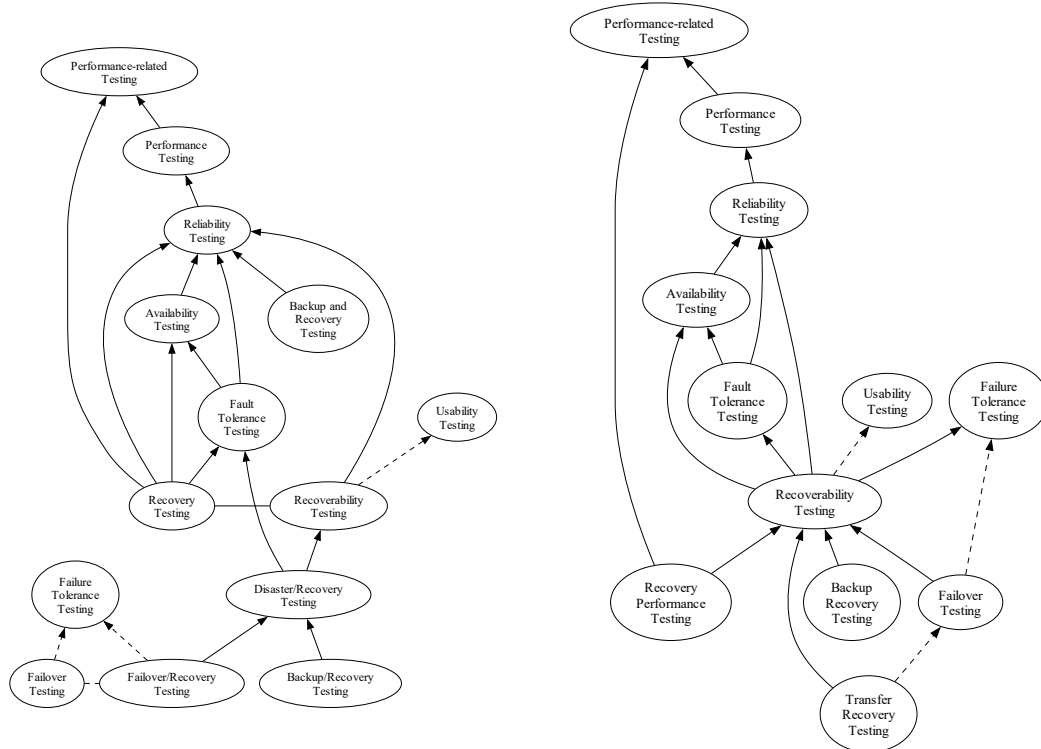 Performance-related
Testing
Performance
Testing
Reliability
Testing
Availability
Testing
Backup and
Recovery
Testing
Fault
Tolerance
Testing
Usability
Testing
Recovery
Testing
Recoverability
Testing
Failure
Tolerance
Testing
Disaster/Recovery
Testing
Failover
Testing
Failover/Recovery
Testing
Backup/Recovery
Testing
Performance-related
Testing
Performance
Testing
Reliability
Testing
Availability
Testing
Fault
Tolerance
Testing
Usability
Testing
Failure
Tolerance
Testing
Recoverability
Testing
Recovery
Performance
Testing
Backup
Recovery
Testing
Failover
Testing
Transfer
Recovery
Testing